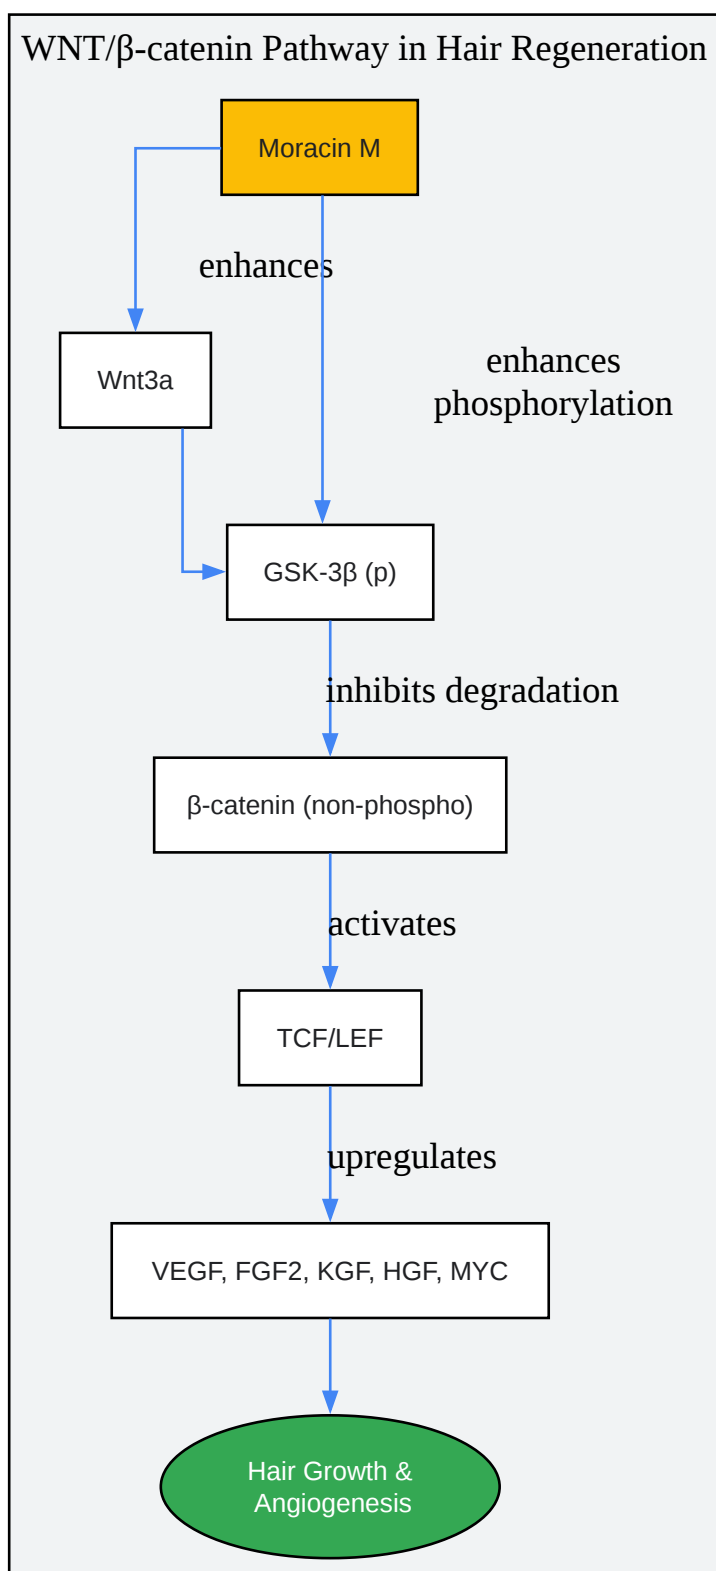 WNT/β-catenin Pathway in Hair Regeneration
Moracin M
enhances
Wnt3a
enhances
phosphorylation
GSK-3β (p)
inhibits degradation
β-catenin (non-phospho)
activates
TCF/LEF
upregulates
VEGF, FGF2, KGF, HGF, MYC
Hair Growth &
Angiogenesis